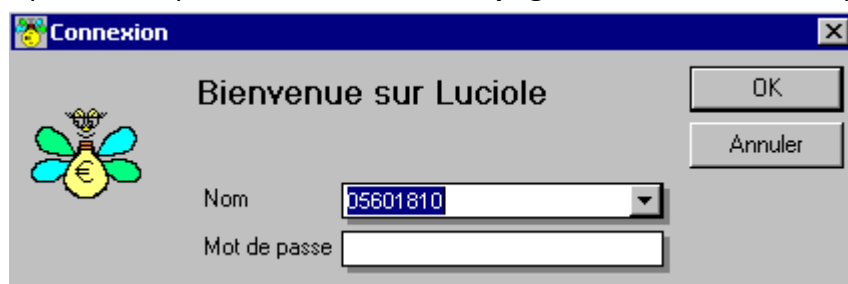 Connexion
Bienvenue sur Luciole
OK
Annuler
€
Nom
05601810
Mot de passe